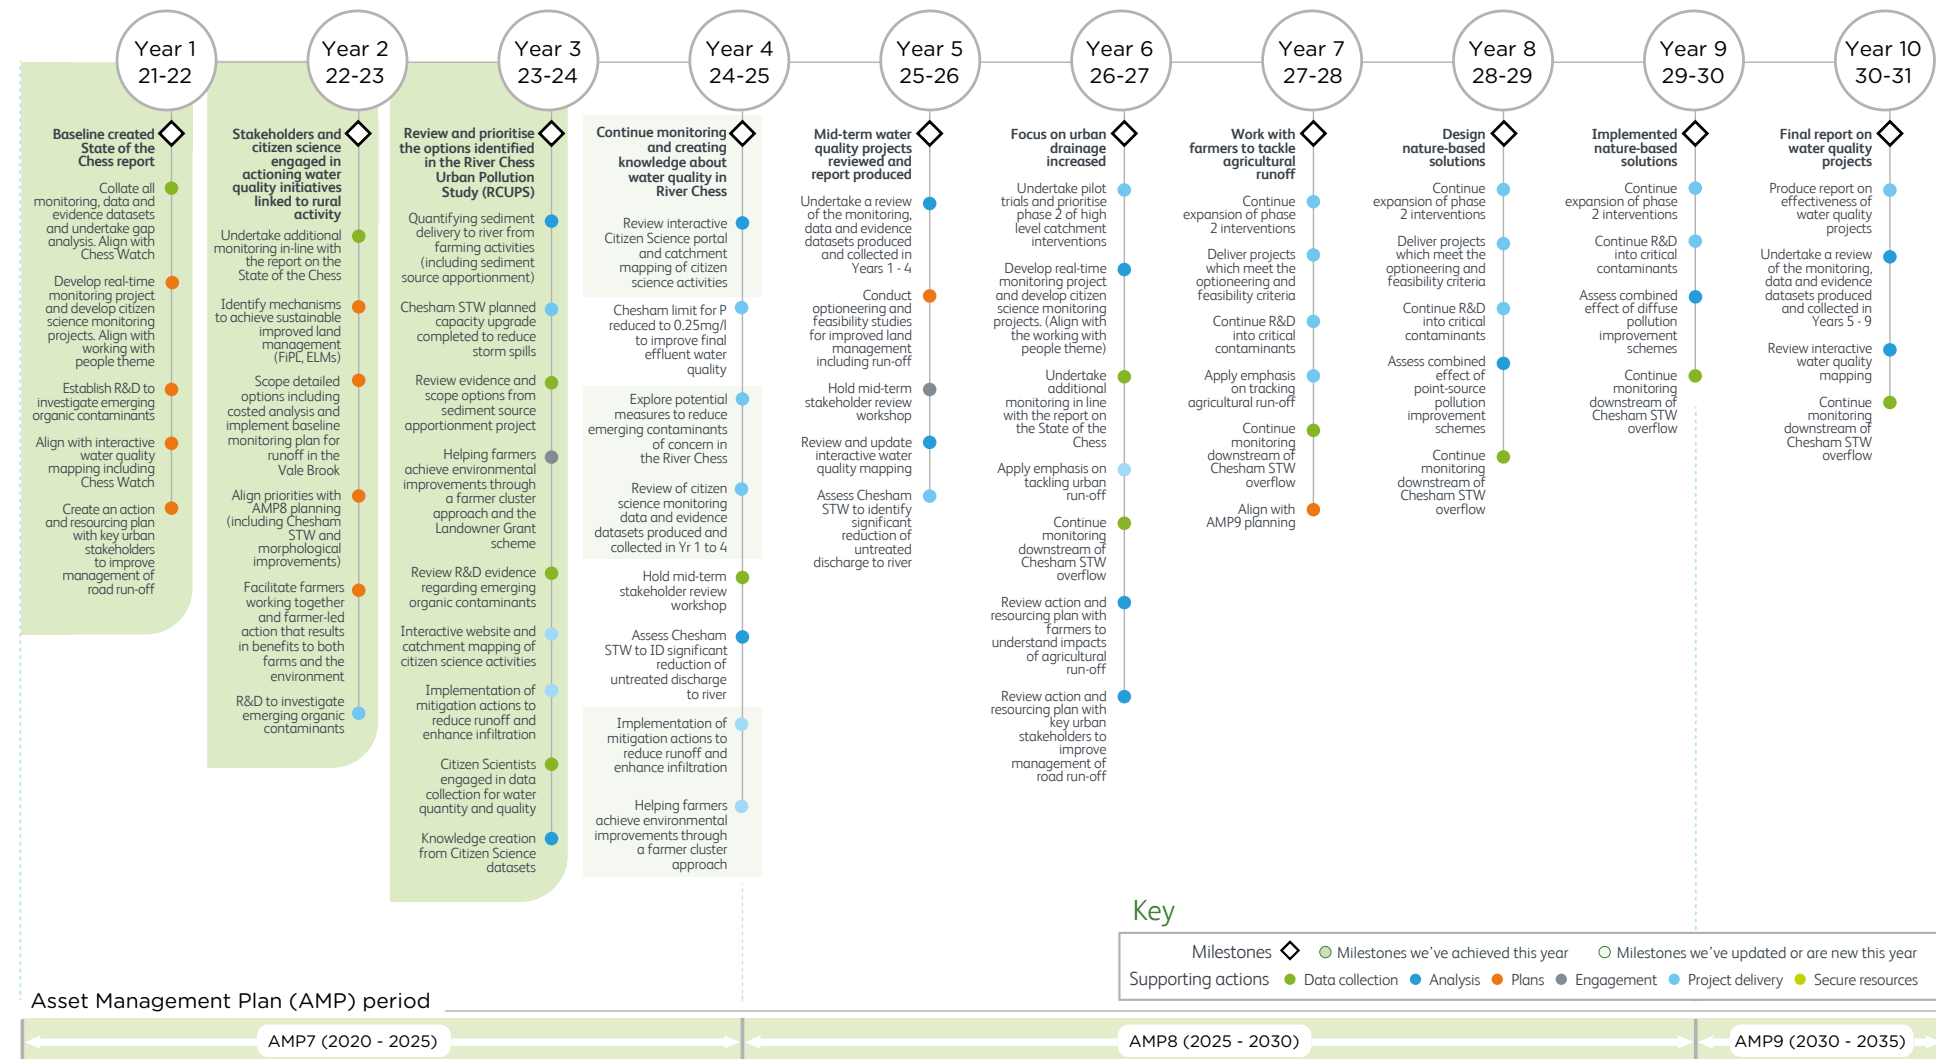 Year 1
21-22
Year 2
22-23
Year 3
23-24
Year 4
24-25
Year 5
25-26
Year 6
26-27
Year 7
27-28
Year 8
28-29
Year 9
29-30
Year 10
30-31
Baseline created
State of the
Chess report
Collate all
monitoring, data and
evidence datasets
and undertake gap
analysis. Align with
Chess Watch
Develop real-time
monitoring project
and develop citizen
science monitoring
projects. Align with
working with
people theme
Establish R&D to
investigate emerging
organic contaminants
Align with interactive
water quality
mapping including
Chess Watch
Create an action
and resourcing plan
with key urban
stakeholders
to improve
management of
road run-off
Stakeholders and
citizen science
engaged in
actioning water
quality initiatives
linked to rural
activity
Undertake additional
monitoring in-line with
the report on the
State of the Chess
Identify mechanisms
to achieve sustainable
improved land
management
(FiPL, ELMs)
Scope detailed
options including
costed analysis and
implement baseline
monitoring plan for
runoff in the
Vale Brook
Align priorities with
AMP8 planning
(including Chesham
STW and
morphological
improvements)
Facilitate farmers
working together
and farmer-led
action that results
in benefits to both
farms and the
environment
R&D to investigate
emerging organic
contaminants
Review and prioritise
the options identified
in the River Chess
Urban Pollution
Study (RCUPS)
Quantifying sediment
delivery to river from
farming activities
(including sediment
source apportionment)
Chesham STW planned
capacity upgrade
completed to reduce
storm spills
Review evidence and
scope options from
sediment source
apportionment project
Helping farmers
achieve environmental
improvements through
a farmer cluster
approach and the
Landowner Grant
scheme
Review R&D evidence
regarding emerging
organic contaminants
Interactive website and
catchment mapping of
citizen science activities
Implementation of
mitigation actions to
reduce runoff and
enhance infiltration
Citizen Scientists
engaged in data
collection for water
quantity and quality
Knowledge creation
from Citizen Science
datasets
Continue monitoring
and creating
knowledge about
water quality in
River Chess
Review interactive
Citizen Science portal
and catchment
mapping of citizen
science activities
Chesham limit for P
reduced to 0.25mg/l
to improve final
effluent water
quality
Explore potential
measures to reduce
emerging contaminants
of concern in
the River Chess
Review of citizen
science monitoring
data and evidence
datasets produced and
collected in Yr 1 to 4
Hold mid-term
stakeholder review
workshop
Assess Chesham
STW to ID significant
reduction of
untreated discharge
to river
Implementation of
mitigation actions to
reduce runoff and
enhance infiltration
Helping farmers
achieve environmental
improvements through
a farmer cluster
approach
Mid-term water
quality projects
reviewed and
report produced
Undertake a review
of the monitoring,
data and evidence
datasets produced
and collected in
Years 1 - 4
Conduct
optioneering and
feasibility studies
for improved land
management
including run-off
Hold mid-term
stakeholder review
workshop
Review and update
interactive water
quality mapping
Assess Chesham
STW to identify
significant
reduction of
untreated
discharge to river
Focus on urban
drainage
increased
Undertake pilot
trials and prioritise
phase 2 of high
level catchment
interventions
Develop real-time
monitoring project
and develop citizen
science monitoring
projects. (Align with
the working with
people theme)
Undertake
additional
monitoring in line
with the report on
the State of the
Chess
Apply emphasis on
tackling urban
run-off
Continue
monitoring
downstream of
Chesham STW
overflow
Review action and
resourcing plan with
farmers to
understand impacts
of agricultural
run-off
Review action and
resourcing plan with
key urban
stakeholders to
improve
management of
road run-off
Work with
farmers to tackle
agricultural
runoff
Continue
expansion of phase
2 interventions
Deliver projects
which meet the
optioneering and
feasibility criteria
Continue R&D
into critical
contaminants
Apply emphasis
on tracking
agricultural run-off
Continue
monitoring
downstream of
Chesham STW
overflow
Align with
AMP9 planning
Design
nature-based
solutions
Continue
expansion of phase
2 interventions
Deliver projects
which meet the
optioneering and
feasibility criteria
Continue R&D
into critical
contaminants
Assess combined
effect of
point-source
pollution
improvement
schemes
Continue
monitoring
downstream of
Chesham STW
overflow
Implemented
nature-based
solutions
Continue
expansion of phase
2 interventions
Continue R&D
into critical
contaminants
Assess combined
effect of diffuse
pollution
improvement
schemes
Continue
monitoring
downstream of
Chesham STW
overflow
Final report on
water quality
projects
Produce report on
effectiveness of
water quality
projects
Undertake a review
of the monitoring,
data and evidence
datasets produced
and collected in
Years 5 - 9
Review interactive
water quality
mapping
Continue
monitoring
downstream of
Chesham STW
overflow
Key
Milestones Milestones we've achieved this year Milestones we've updated or are new this year
Supporting actions Data collection Analysis Plans Engagement Project delivery Secure resources
Asset Management Plan (AMP) period
AMP7 (2020 - 2025)
AMP8 (2025 - 2030)
AMP9 (2030 - 2035)